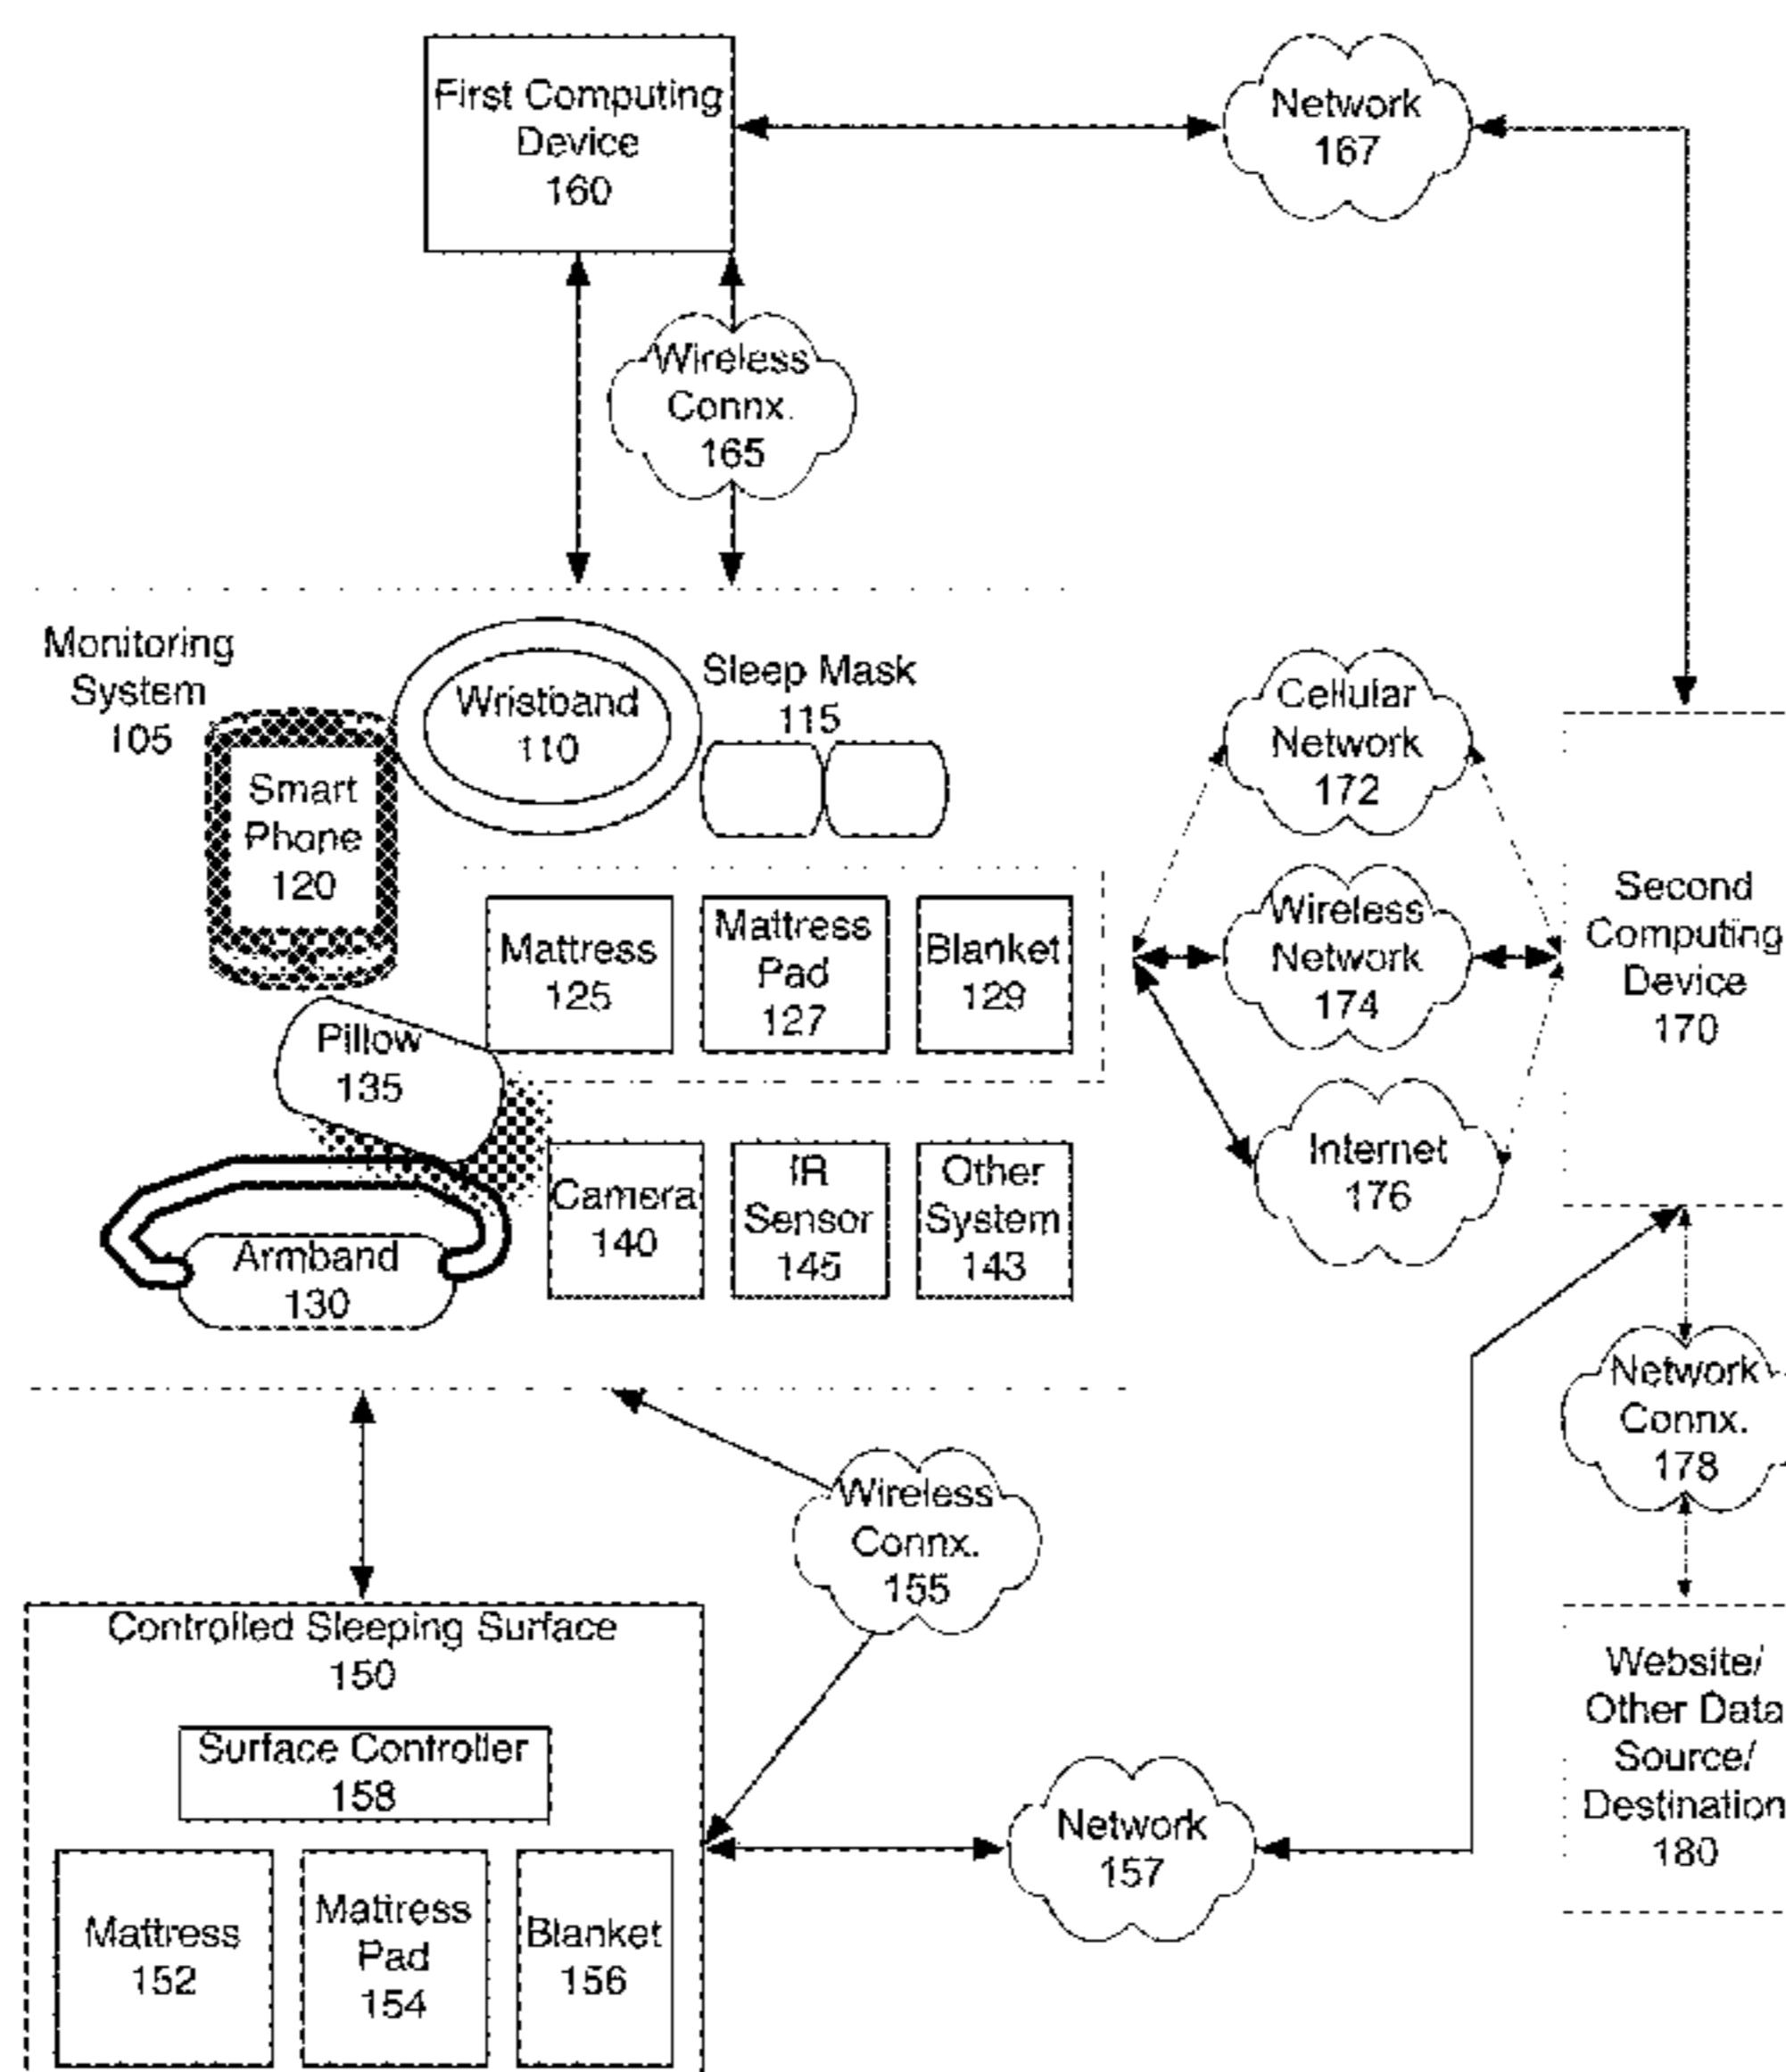 First Computing
Device
160
Network
167
Wireless
Connx.
165
Monitoring
System
105
Wristband
110
Sleep Mask
115
Smart
Phone
120
Cellular
Network
172
Mattress
125
Mattress
Pad
127
Blanket
129
Wireless
Network
174
Second
Computing
Device
170
Pillow
135
Internet
176
Camera
140
IR
Sensor
145
Other
System
143
Armband
130
Network
Connx.
178
Wireless
Connx.
155
Controlled Sleeping Surface
150
Surface Controller
158
Mattress
152
Mattress
Pad
154
Blanket
156
Network
157
Website/
Other Data
Source/
Destination
180